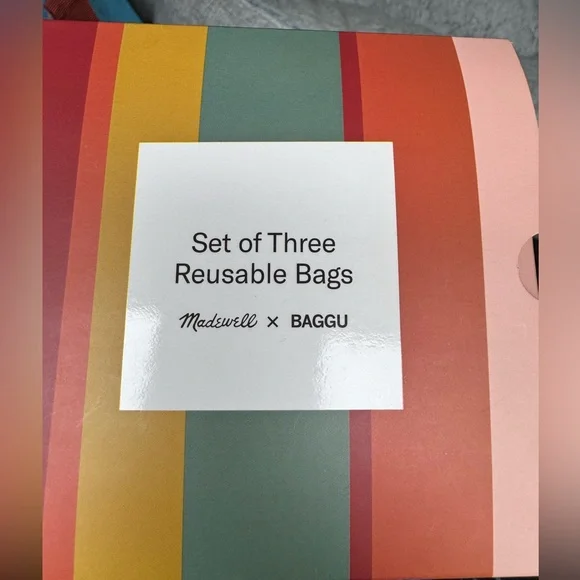 Set of Three
Reusable Bags
Madewell × BAGGU